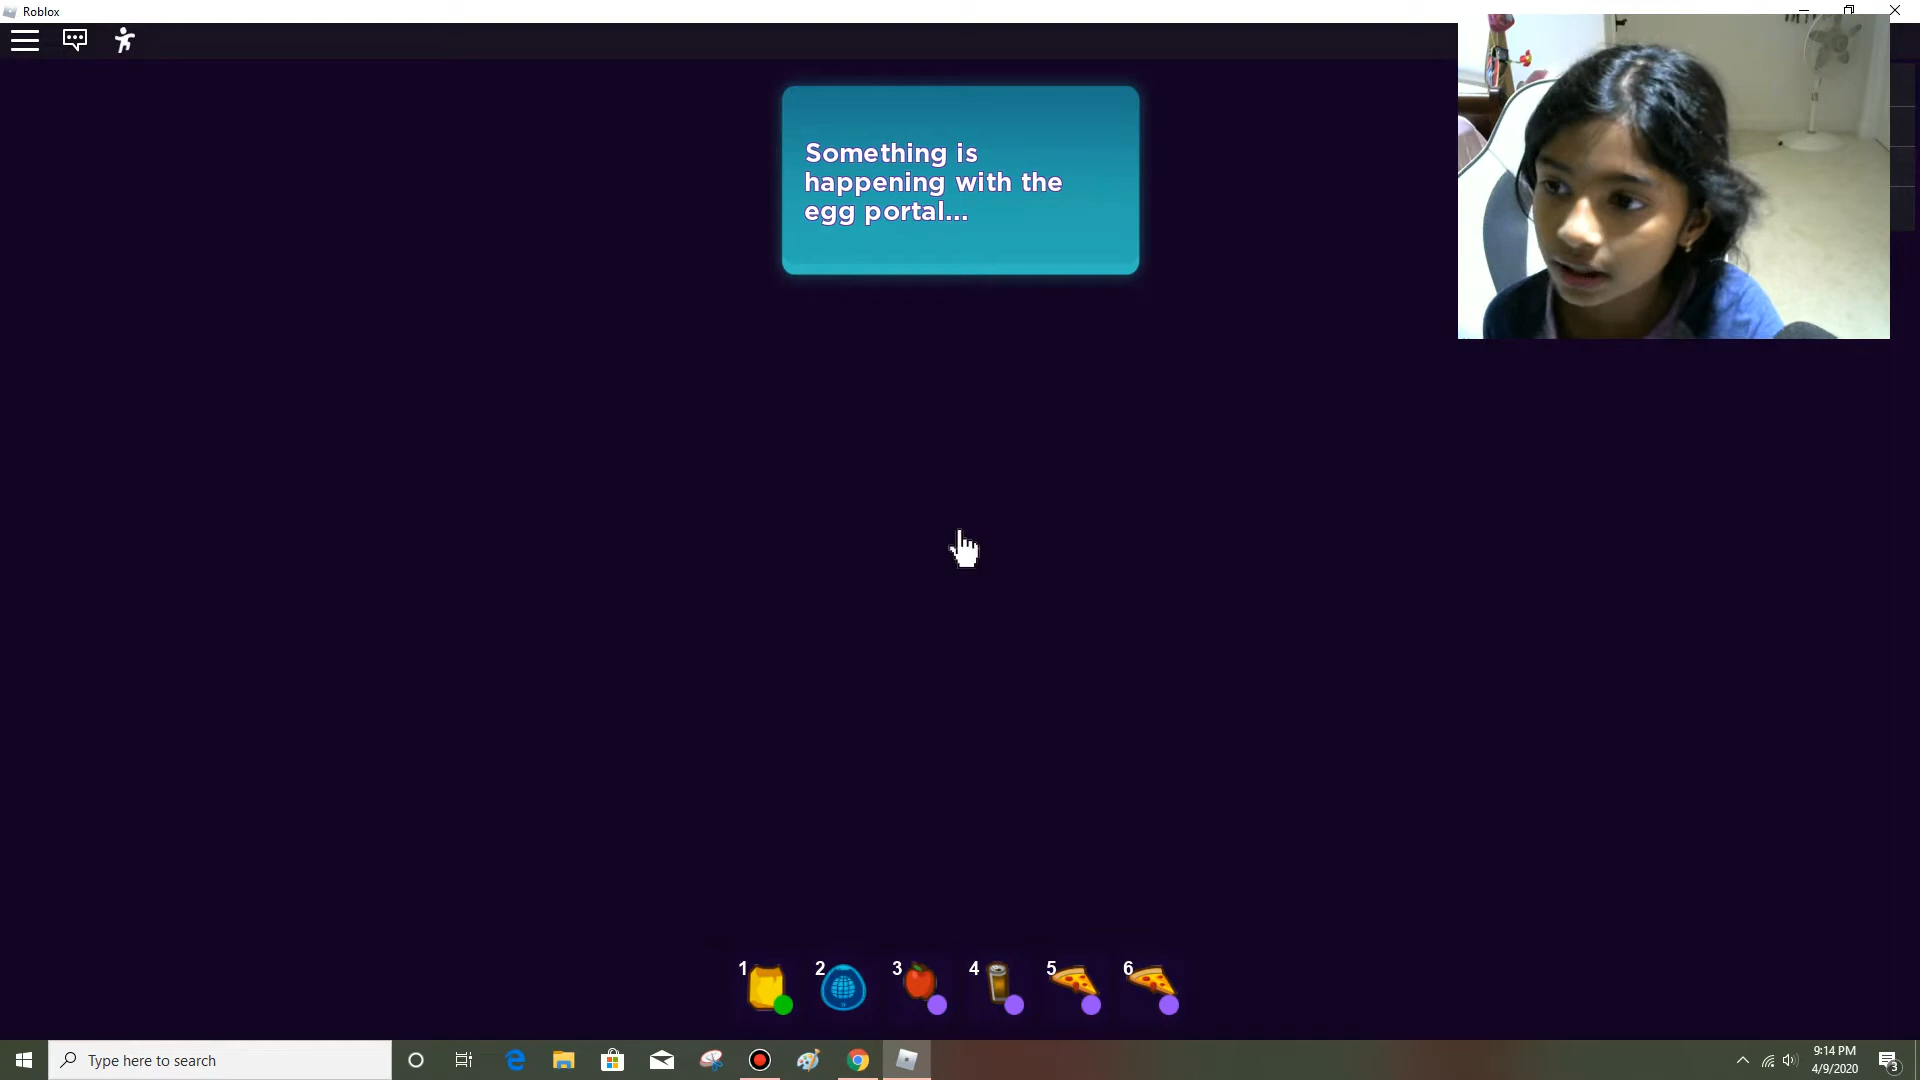 Roblox
Something is
happening with the
egg portal...
1
2
3
4
5
6
Type here to search
9:14 PM
4/9/2020
3